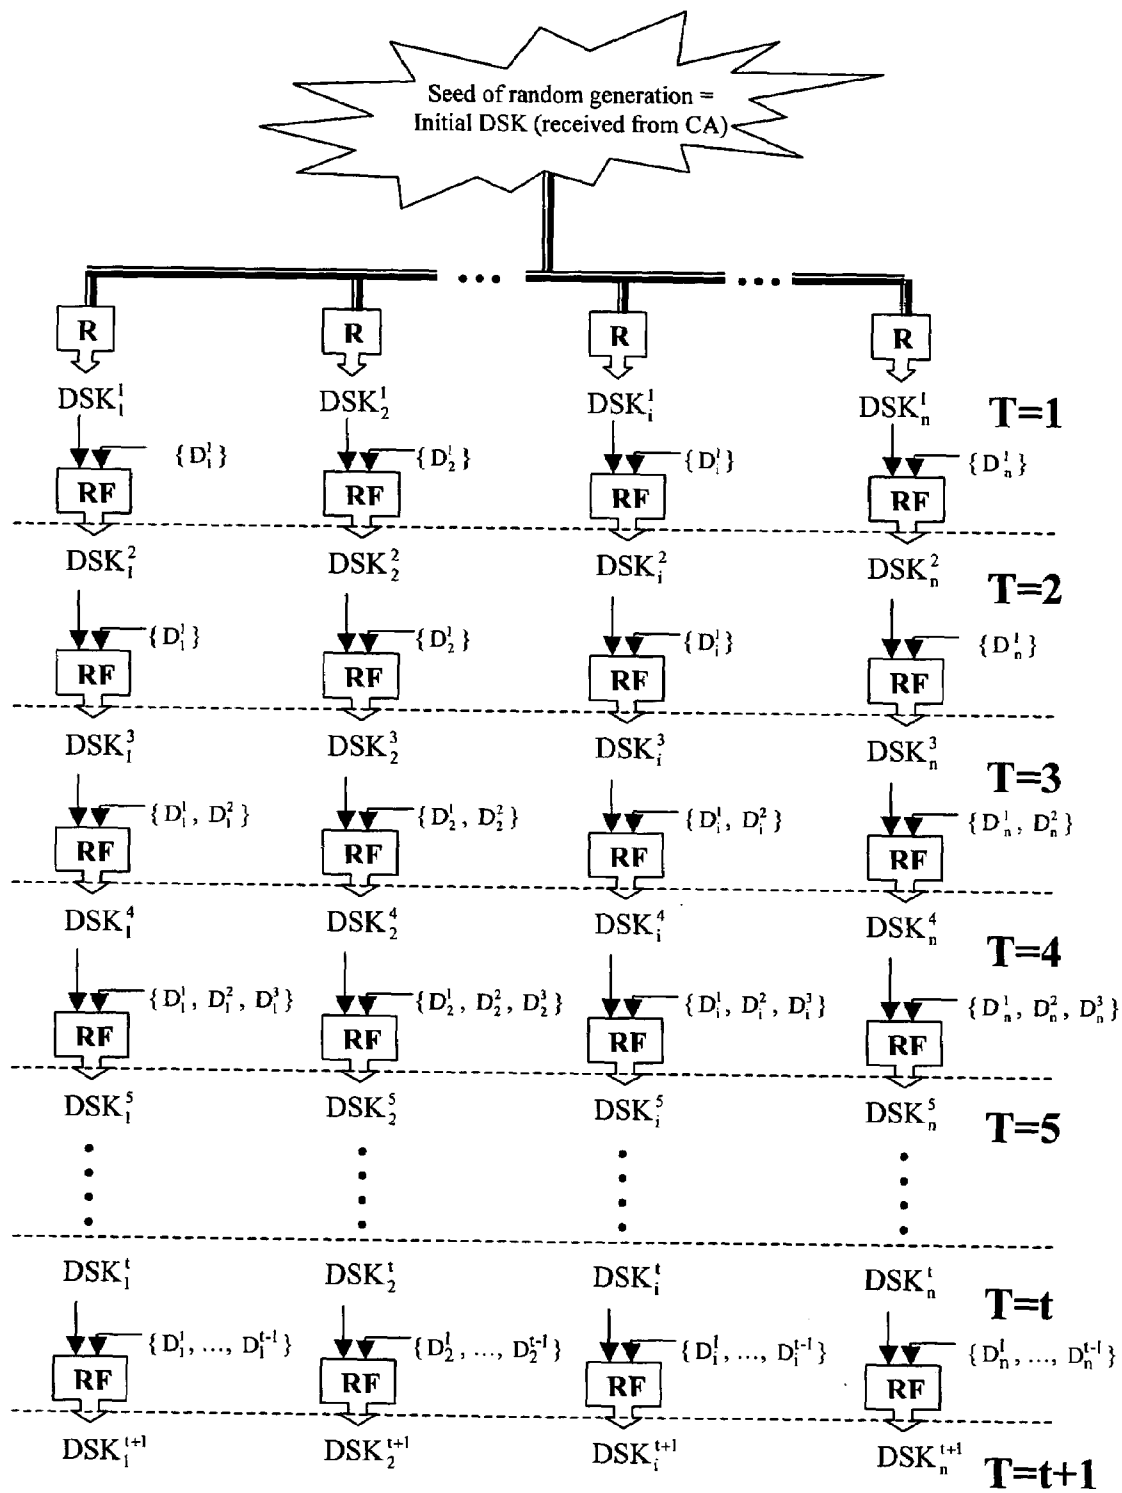 Seed of random generation =
Initial DSK (received from CA)
... ...
R R R R
DSK₁¹ DSK₂¹ DSKᵢ¹ DSKₙ¹ T=1
{D₁¹} {D₂¹} {Dᵢ¹} {Dₙ¹}
RF RF RF RF
DSK₁² DSK₂² DSKᵢ² DSKₙ² T=2
{D₁¹} {D₂¹} {Dᵢ¹} {Dₙ¹}
RF RF RF RF
DSK₁³ DSK₂³ DSKᵢ³ DSKₙ³ T=3
{D₁¹, D₁²} {D₂¹, D₂²} {Dᵢ¹, Dᵢ²} {Dₙ¹, Dₙ²}
RF RF RF RF
DSK₁⁴ DSK₂⁴ DSKᵢ⁴ DSKₙ⁴ T=4
{D₁¹, D₁², D₁³} {D₂¹, D₂², D₂³} {Dᵢ¹, Dᵢ², Dᵢ³} {Dₙ¹, Dₙ², Dₙ³}
RF RF RF RF
DSK₁⁵ DSK₂⁵ DSKᵢ⁵ DSKₙ⁵ T=5
DSK₁ᵗ DSK₂ᵗ DSKᵢᵗ DSKₙᵗ T=t
{D₁¹, ..., D₁ᵗ⁻¹} {D₂¹, ..., D₂ᵗ⁻¹} {Dᵢ¹, ..., Dᵢᵗ⁻¹} {Dₙ¹, ..., Dₙᵗ⁻¹}
RF RF RF RF
DSK₁ᵗ⁺¹ DSK₂ᵗ⁺¹ DSKᵢᵗ⁺¹ DSKₙᵗ⁺¹ T=t+1